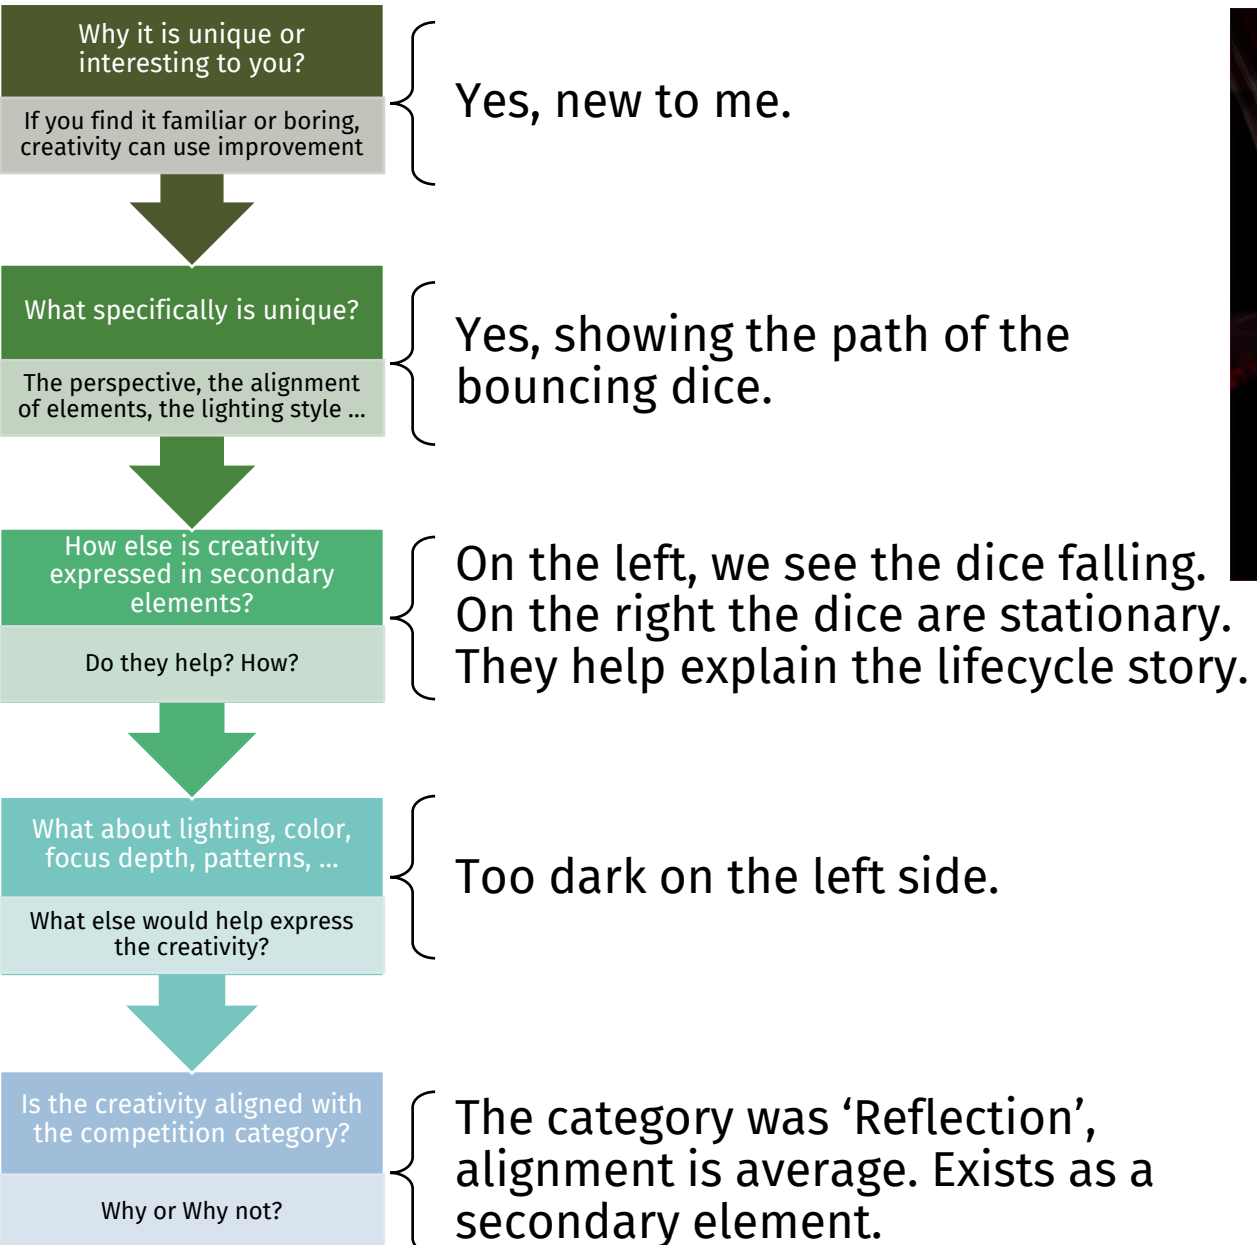 Why it is unique or
interesting to you?
If you find it familiar or boring,
creativity can use improvement
Yes, new to me.
What specifically is unique?
The perspective, the alignment
of elements, the lighting style ...
Yes, showing the path of the
bouncing dice.
How else is creativity
expressed in secondary
elements?
Do they help? How?
On the left, we see the dice falling.
On the right the dice are stationary.
They help explain the lifecycle story.
What about lighting, color,
focus depth, patterns, ...
What else would help express
the creativity?
Too dark on the left side.
Is the creativity aligned with
the competition category?
Why or Why not?
The category was ‘Reflection’,
alignment is average. Exists as a
secondary element.